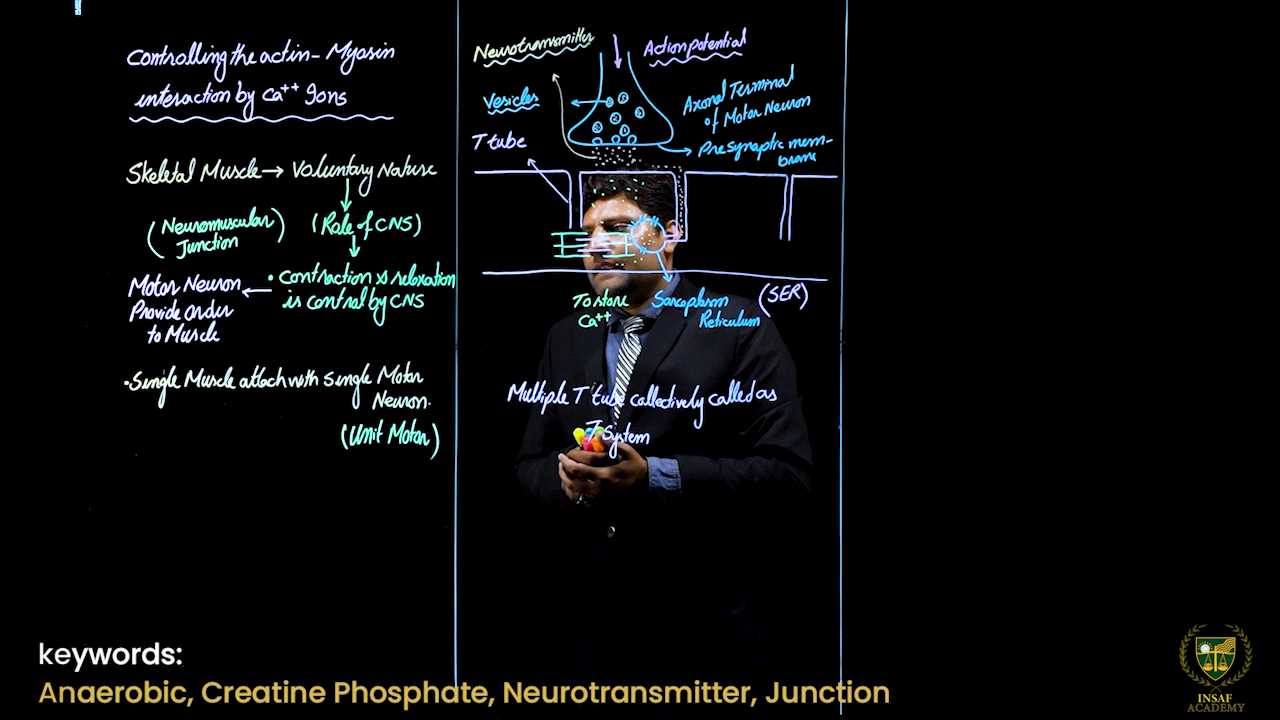 Controlling the actin - Myosin
interaction by Ca++ Ions
Skeletal Muscle → Voluntary Nature
(Neuromuscular Junction)
(Role of CNS)
• Contraction & relaxation
is control by CNS
Motor Neuron
Provide order
to Muscle
• Single Muscle attach with Single Motor
Neuron.
(Unit Motor)
Neurotransmitter
Action potential
Vesicles
Axonal Terminal
of Motor Neuron
T tube
Presynaptic mem-
brane
To store
Ca++
Sarcoplasm
Reticulum
(SER)
Multiple T tube collectively called as
T System
keywords:
Anaerobic, Creatine Phosphate, Neurotransmitter, Junction
INSAF
ACADEMY